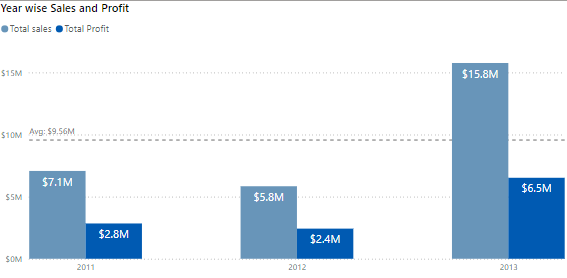 Year wise Sales and Profit
Total sales Total Profit
$15M
$10M
$5M
$0M
Avg: $9.56M
$7.1M
$2.8M
$5.8M
$2.4M
$15.8M
$6.5M
2011 2012 2013